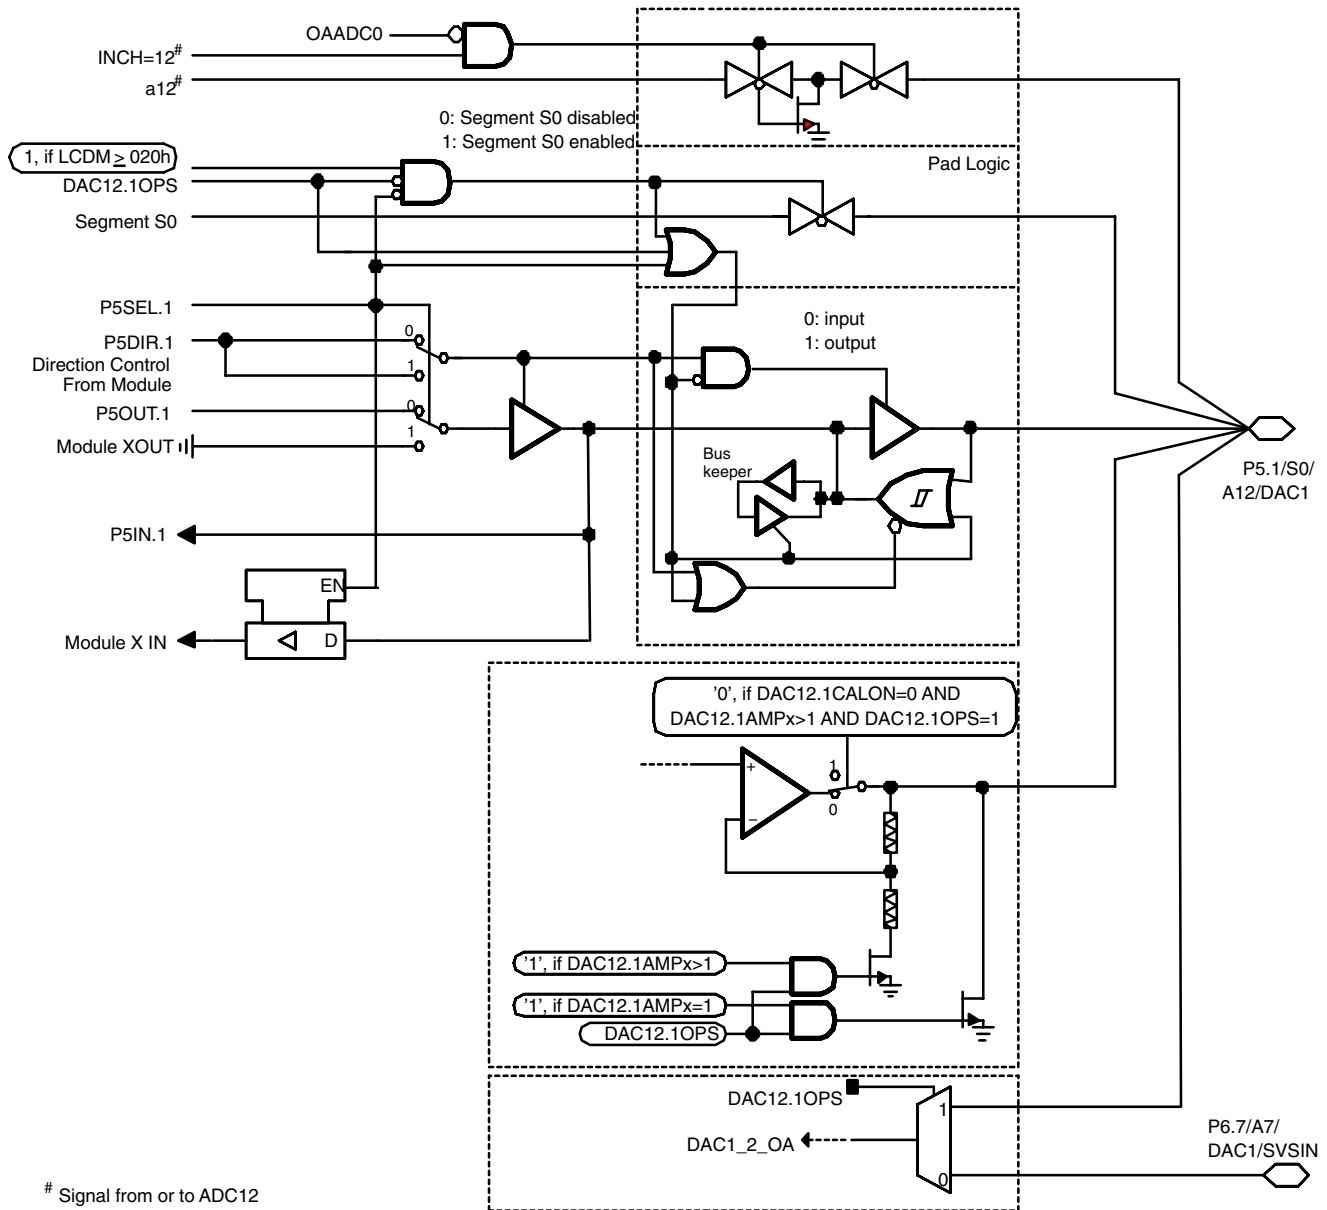 OAADC0
INCH=12#
a12#
0: Segment S0 disabled
1: Segment S0 enabled
1, if LCDM ≥ 020h
DAC12.1OPS
Segment S0
Pad Logic
P5SEL.1
P5DIR.1
Direction Control
From Module
P5OUT.1
Module XOUT
0
1
0
1
0: input
1: output
Bus
keeper
P5.1/S0/
A12/DAC1
P5IN.1
EN
D
Module X IN
'0', if DAC12.1CALON=0 AND
DAC12.1AMPx>1 AND DAC12.1OPS=1
+
−
1
0
'1', if DAC12.1AMPx>1
'1', if DAC12.1AMPx=1
DAC12.1OPS
DAC12.1OPS
DAC1_2_OA
1
0
P6.7/A7/
DAC1/SVSIN
# Signal from or to ADC12